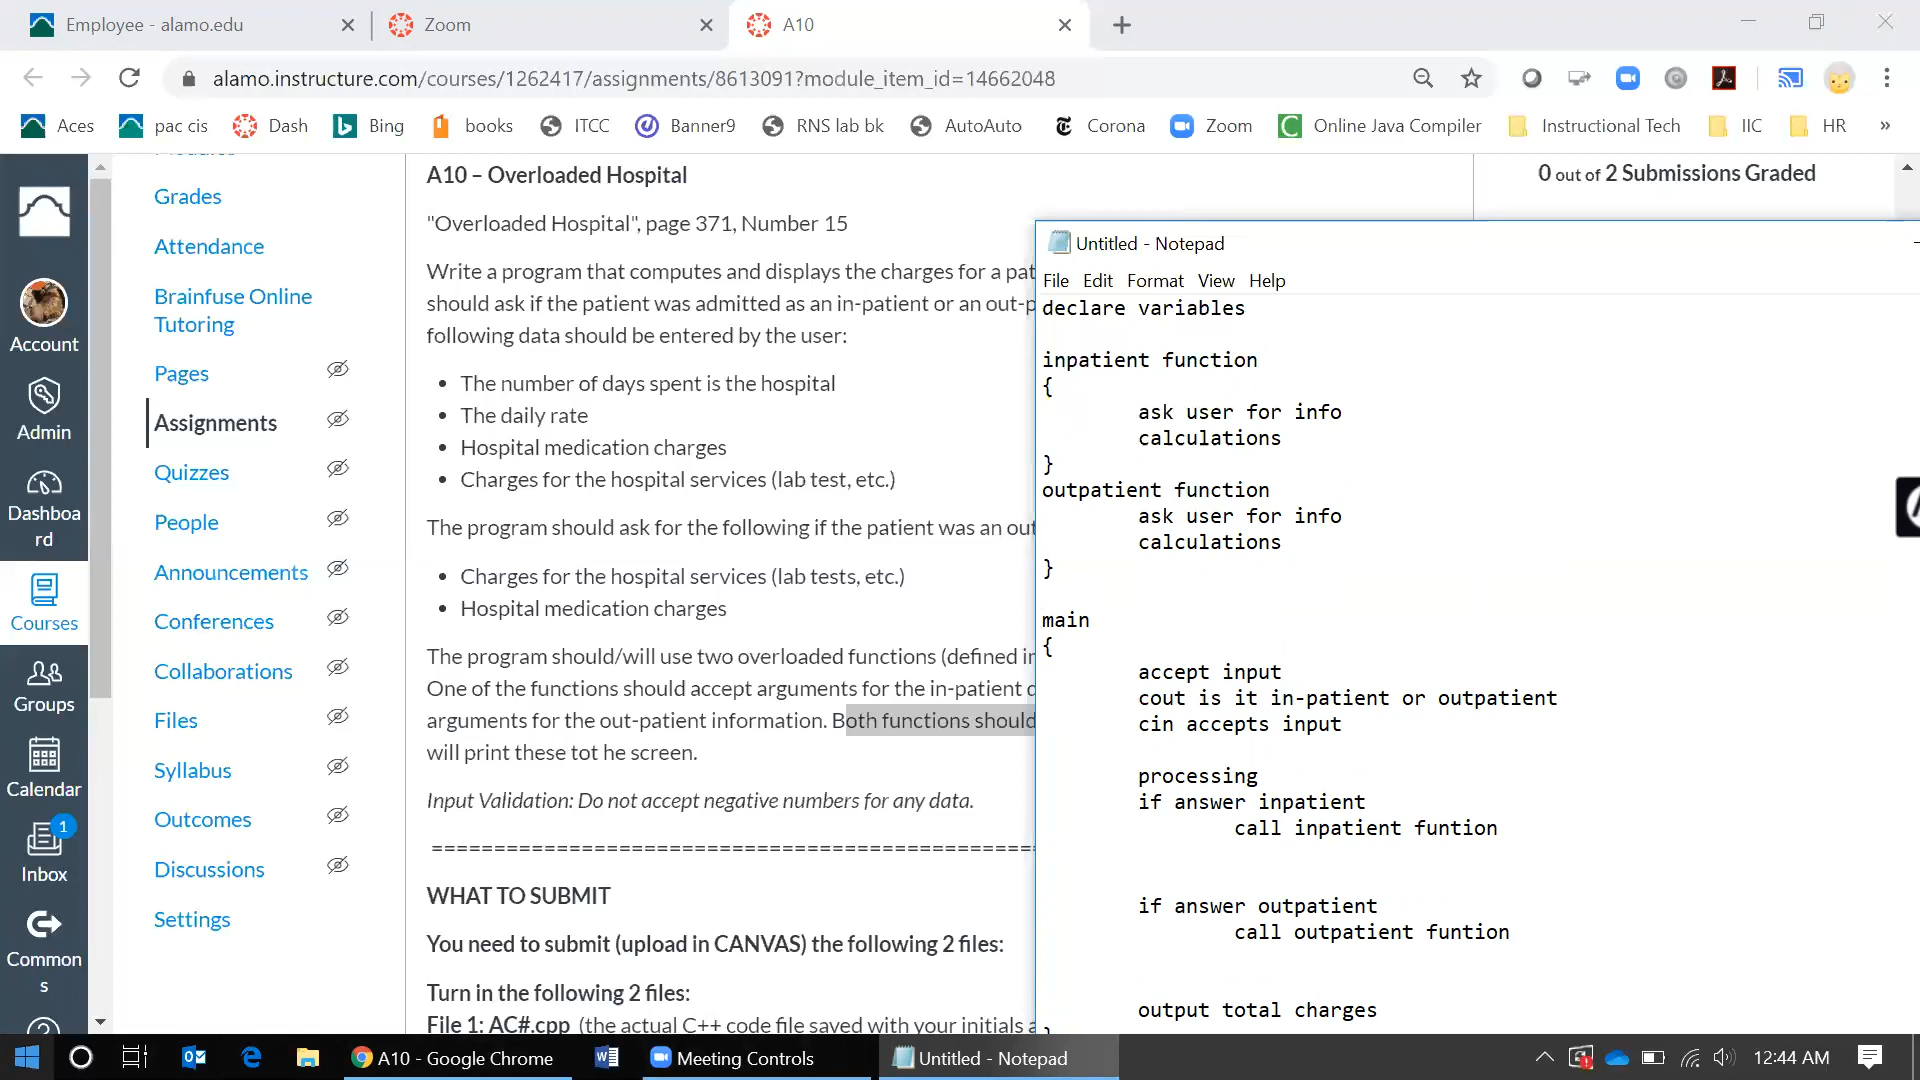 Employee - alamo.edu
Zoom
A10
alamo.instructure.com/courses/1262417/assignments/8613091?module_item_id=14662048
Aces
pac cis
Dash
Bing
books
ITCC
Banner9
RNS lab bk
AutoAuto
Corona
Zoom
Online Java Compiler
Instructional Tech
IIC
HR
»
Account
Admin
Dashboa
rd
Courses
Groups
Calendar
1
Inbox
Common
s
Grades
Attendance
Brainfuse Online
Tutoring
Pages
Assignments
Quizzes
People
Announcements
Conferences
Collaborations
Files
Syllabus
Outcomes
Discussions
Settings
A10 – Overloaded Hospital
"Overloaded Hospital", page 371, Number 15
Write a program that computes and displays the charges for a pat
should ask if the patient was admitted as an in-patient or an out-p
following data should be entered by the user:
• The number of days spent is the hospital
• The daily rate
• Hospital medication charges
• Charges for the hospital services (lab test, etc.)
The program should ask for the following if the patient was an out
• Charges for the hospital services (lab tests, etc.)
• Hospital medication charges
The program should/will use two overloaded functions (defined in
One of the functions should accept arguments for the in-patient
arguments for the out-patient information. Both functions should
will print these tot he screen.
Input Validation: Do not accept negative numbers for any data.
================================================
WHAT TO SUBMIT
You need to submit (upload in CANVAS) the following 2 files:
Turn in the following 2 files:
File 1: AC#.cpp (the actual C++ code file saved with your initials
0 out of 2 Submissions Graded
Untitled - Notepad
File Edit Format View Help
declare variables
inpatient function
{
ask user for info
calculations
}
outpatient function
ask user for info
calculations
}
main
{
accept input
cout is it in-patient or outpatient
cin accepts input
processing
if answer inpatient
call inpatient funtion
if answer outpatient
call outpatient funtion
output total charges
A10 - Google Chrome
Meeting Controls
Untitled - Notepad
12:44 AM